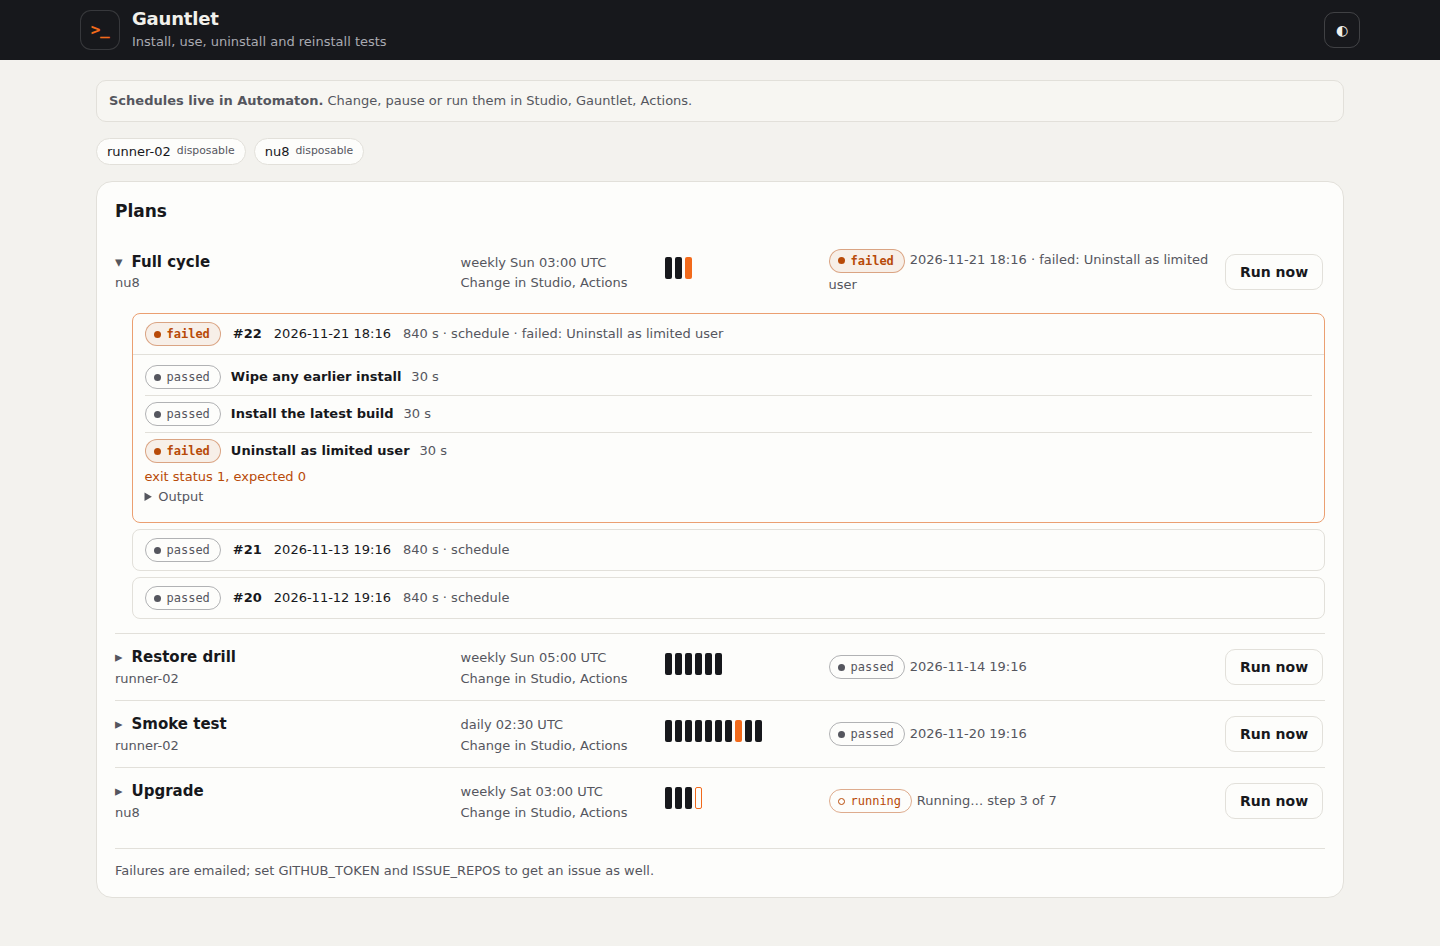 >_
Gauntlet
Install, use, uninstall and reinstall tests
Schedules live in Automaton. Change, pause or run them in Studio, Gauntlet, Actions.
runner-02 disposable
nu8 disposable
Plans
Full cycle
nu8
weekly Sun 03:00 UTC
Change in Studio, Actions
failed 2026-11-21 18:16 · failed: Uninstall as limited
user
Run now
failed #22 2026-11-21 18:16 840 s · schedule · failed: Uninstall as limited user
passed Wipe any earlier install 30 s
passed Install the latest build 30 s
failed Uninstall as limited user 30 s
exit status 1, expected 0
Output
passed #21 2026-11-13 19:16 840 s · schedule
passed #20 2026-11-12 19:16 840 s · schedule
Restore drill
runner-02
weekly Sun 05:00 UTC
Change in Studio, Actions
passed 2026-11-14 19:16
Run now
Smoke test
runner-02
daily 02:30 UTC
Change in Studio, Actions
passed 2026-11-20 19:16
Run now
Upgrade
nu8
weekly Sat 03:00 UTC
Change in Studio, Actions
running Running... step 3 of 7
Run now
Failures are emailed; set GITHUB_TOKEN and ISSUE_REPOS to get an issue as well.